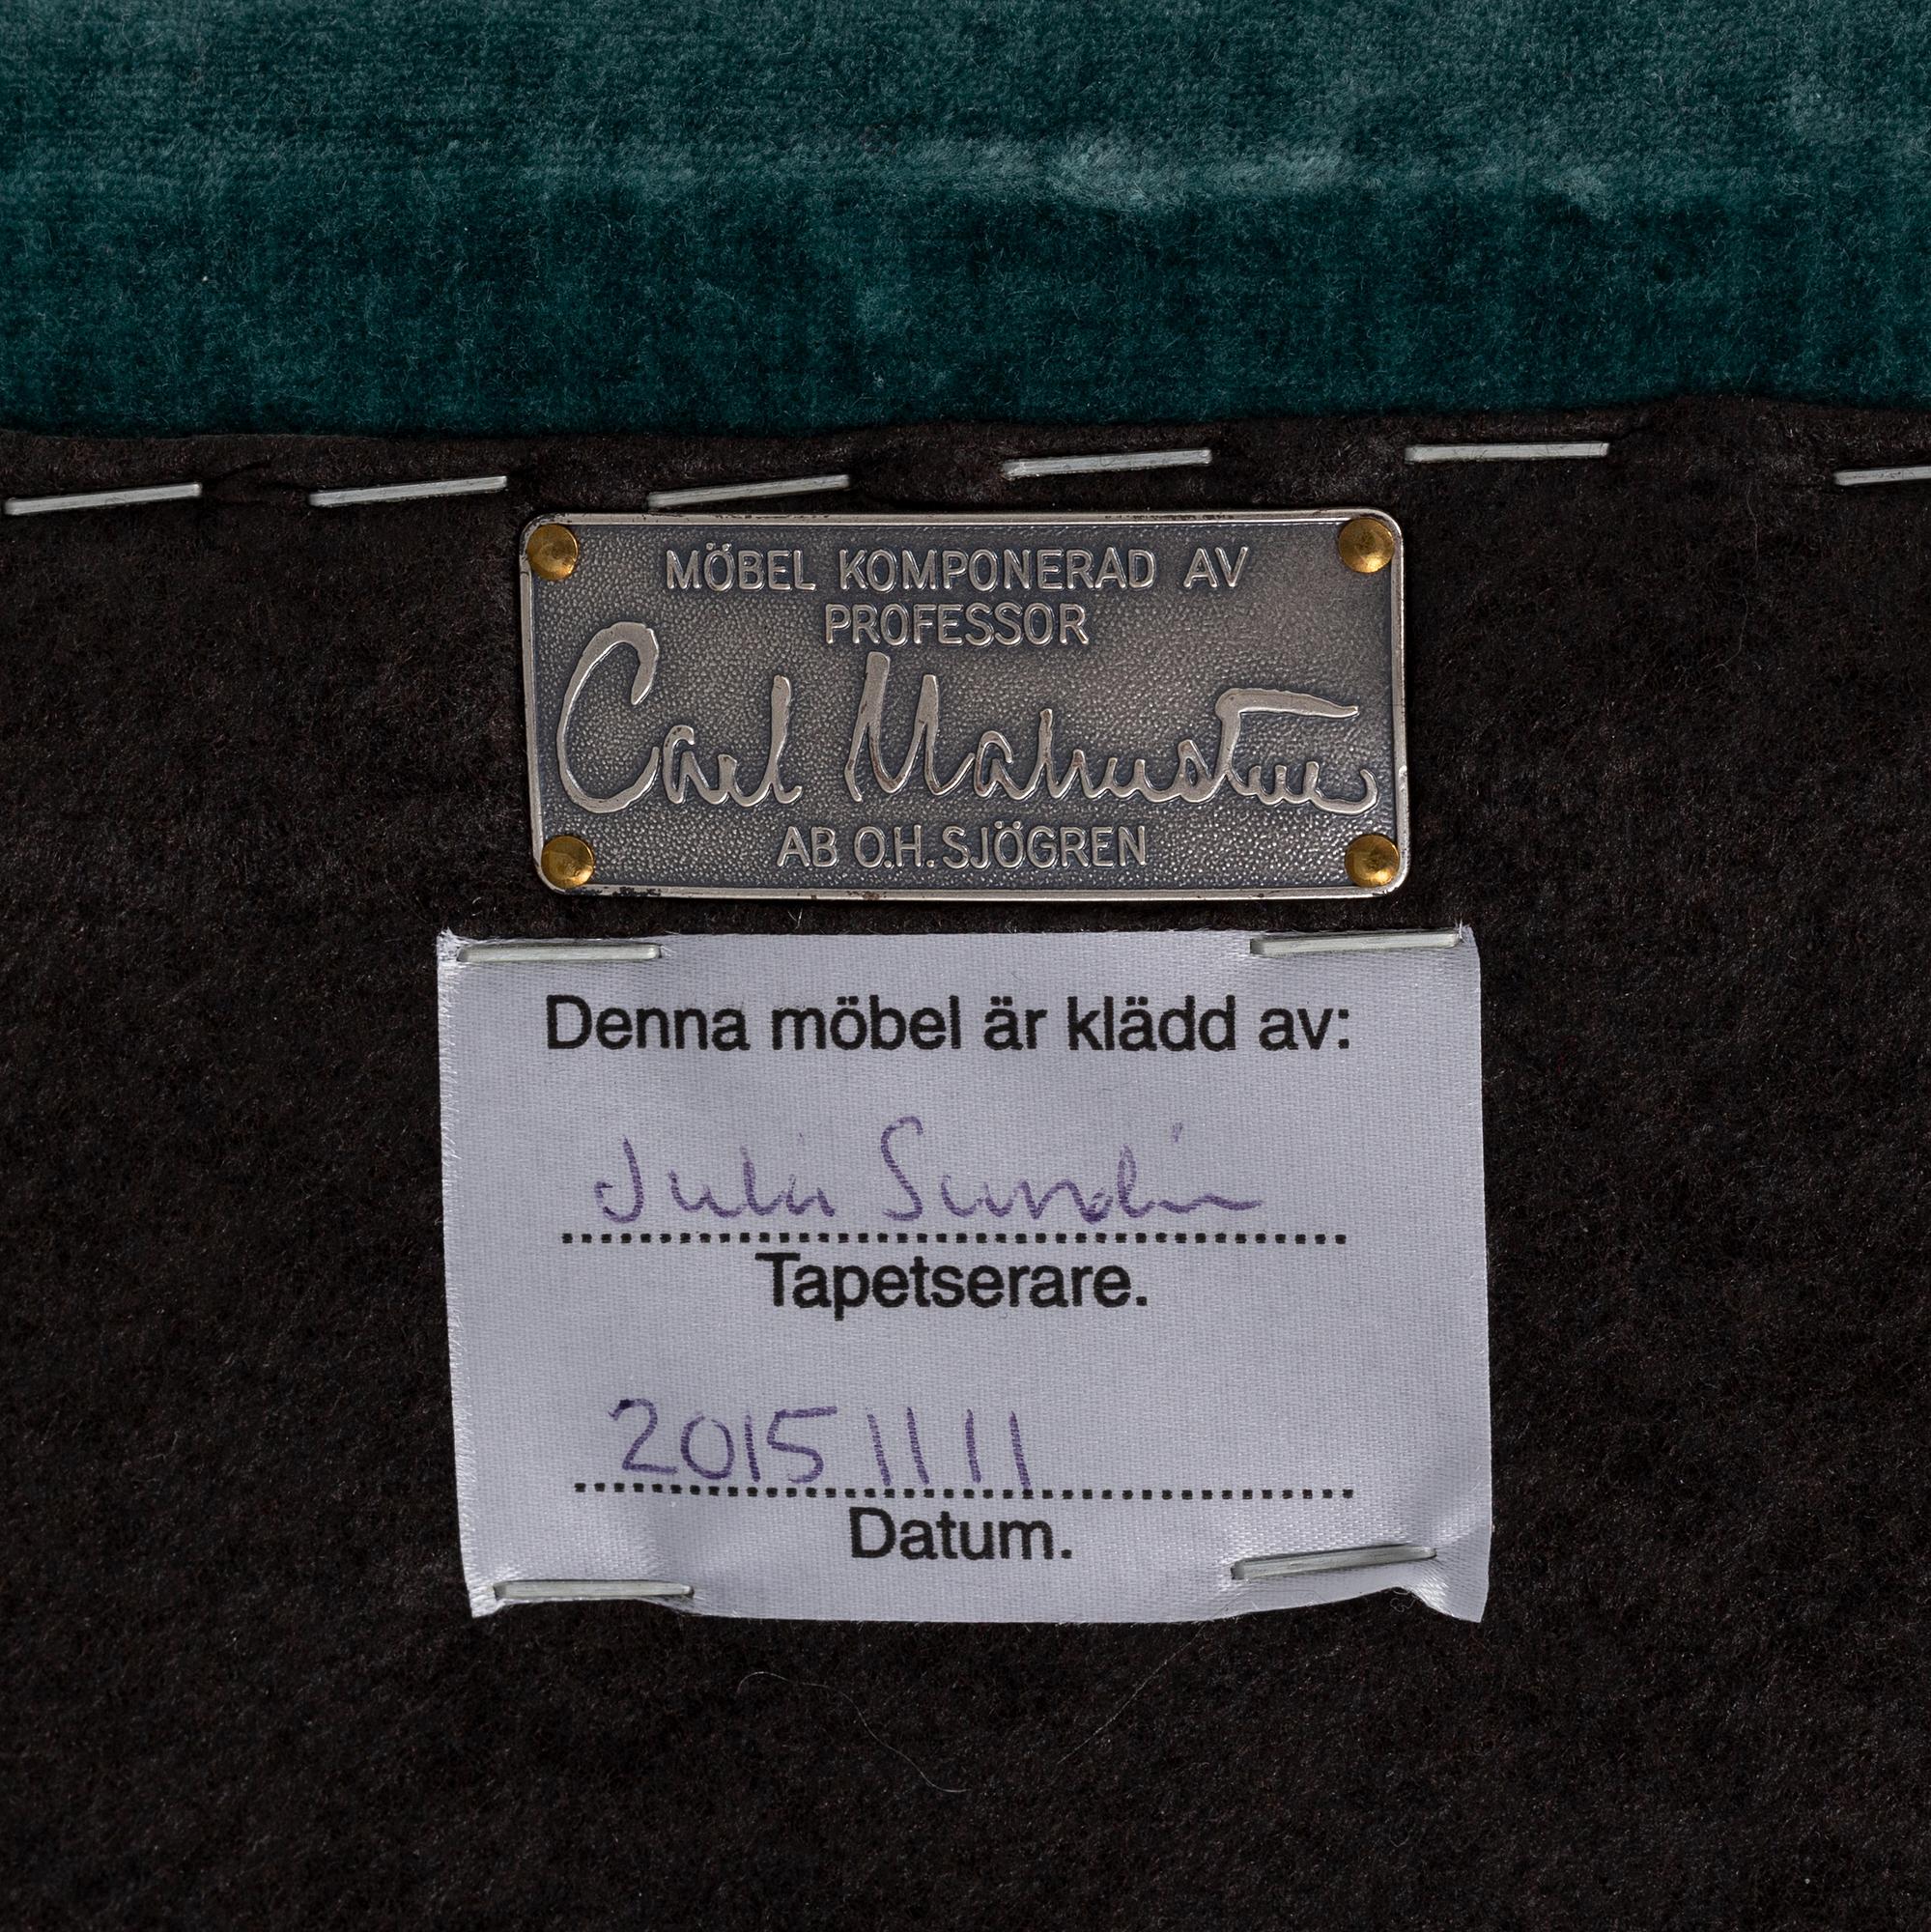 MÖBEL KOMPONERAD AV
PROFESSOR
Carl Malmsten
AB O.H. SJÖGREN
Denna möbel är klädd av:
Julia Sundin
Tapetserare.
20151111
Datum.